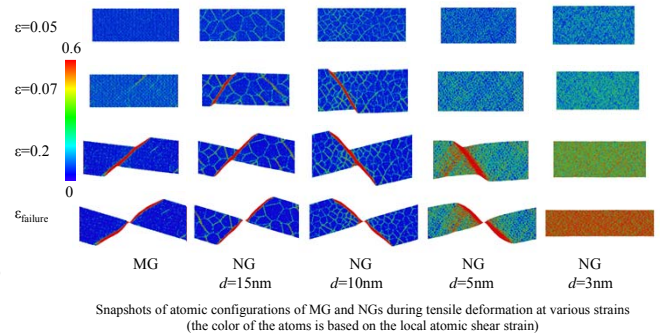 ε=0.05
0.6
ε=0.07
ε=0.2
0
εfailure
MG NG NG NG NG
d=15nm d=10nm d=5nm d=3nm
Snapshots of atomic configurations of MG and NGs during tensile deformation at various strains
(the color of the atoms is based on the local atomic shear strain)